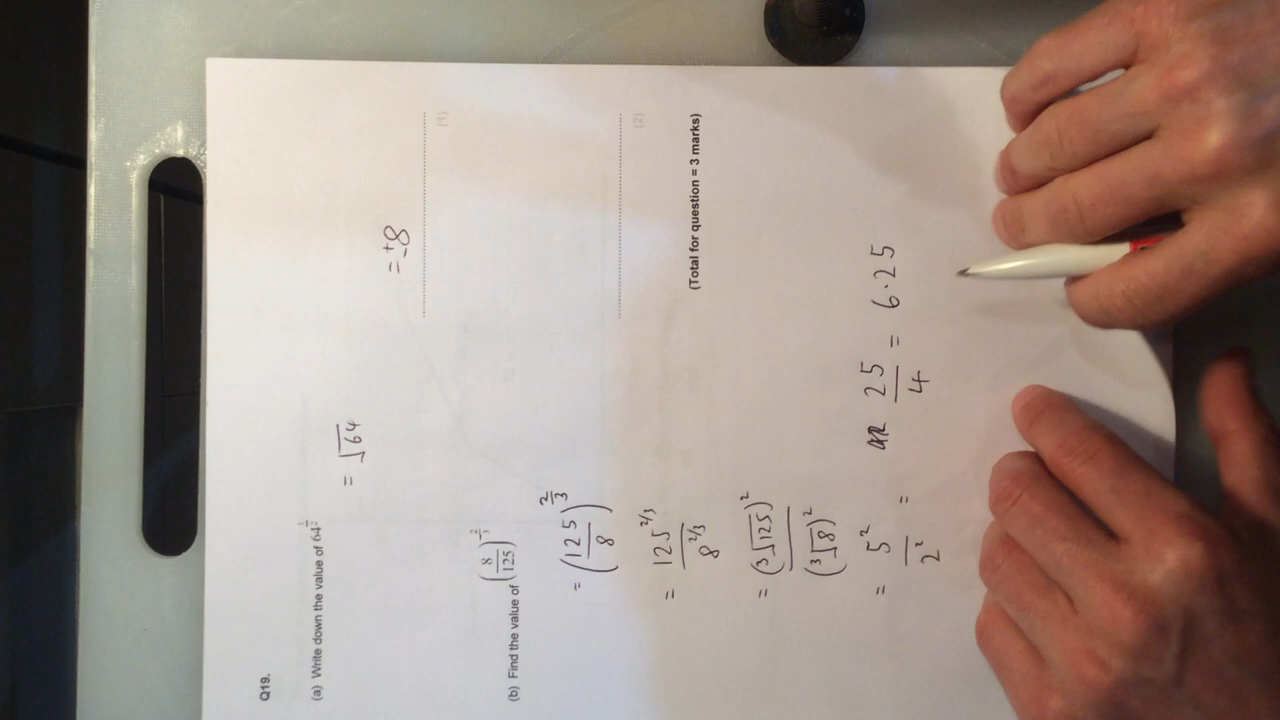 Q19.
(a) Write down the value of 64^(1/2)
= √64
= ±8
(1)
(b) Find the value of (8/125)^(-2/3)
= (125/8)^(2/3)
(2)
= 125^(2/3) / 8^(2/3)
(Total for question = 3 marks)
= (³√125)² / (³√8)²
= 5² / 2² = 25/4 = 6.25